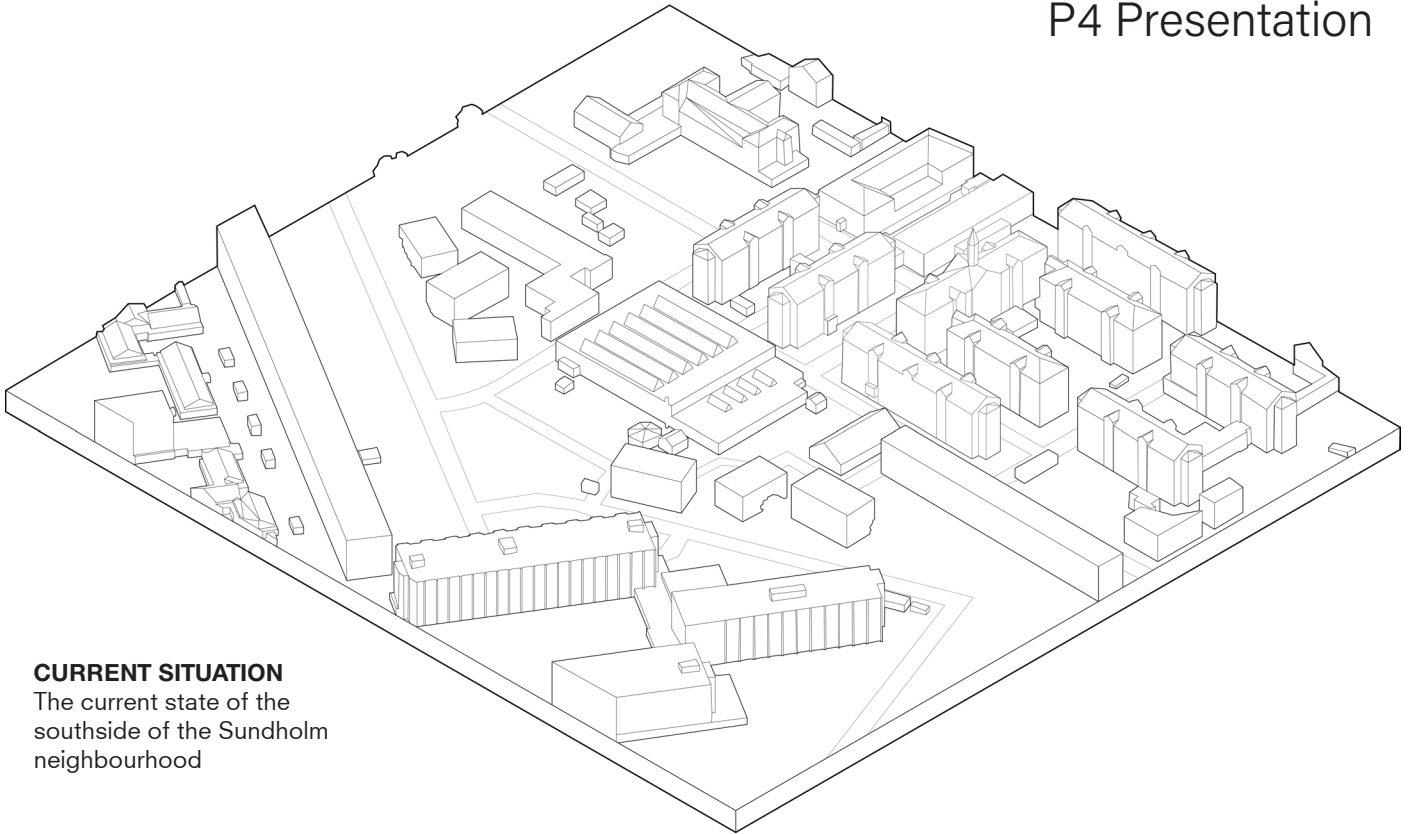 P4 Presentation
CURRENT SITUATION
The current state of the
southside of the Sundholm
neighbourhood